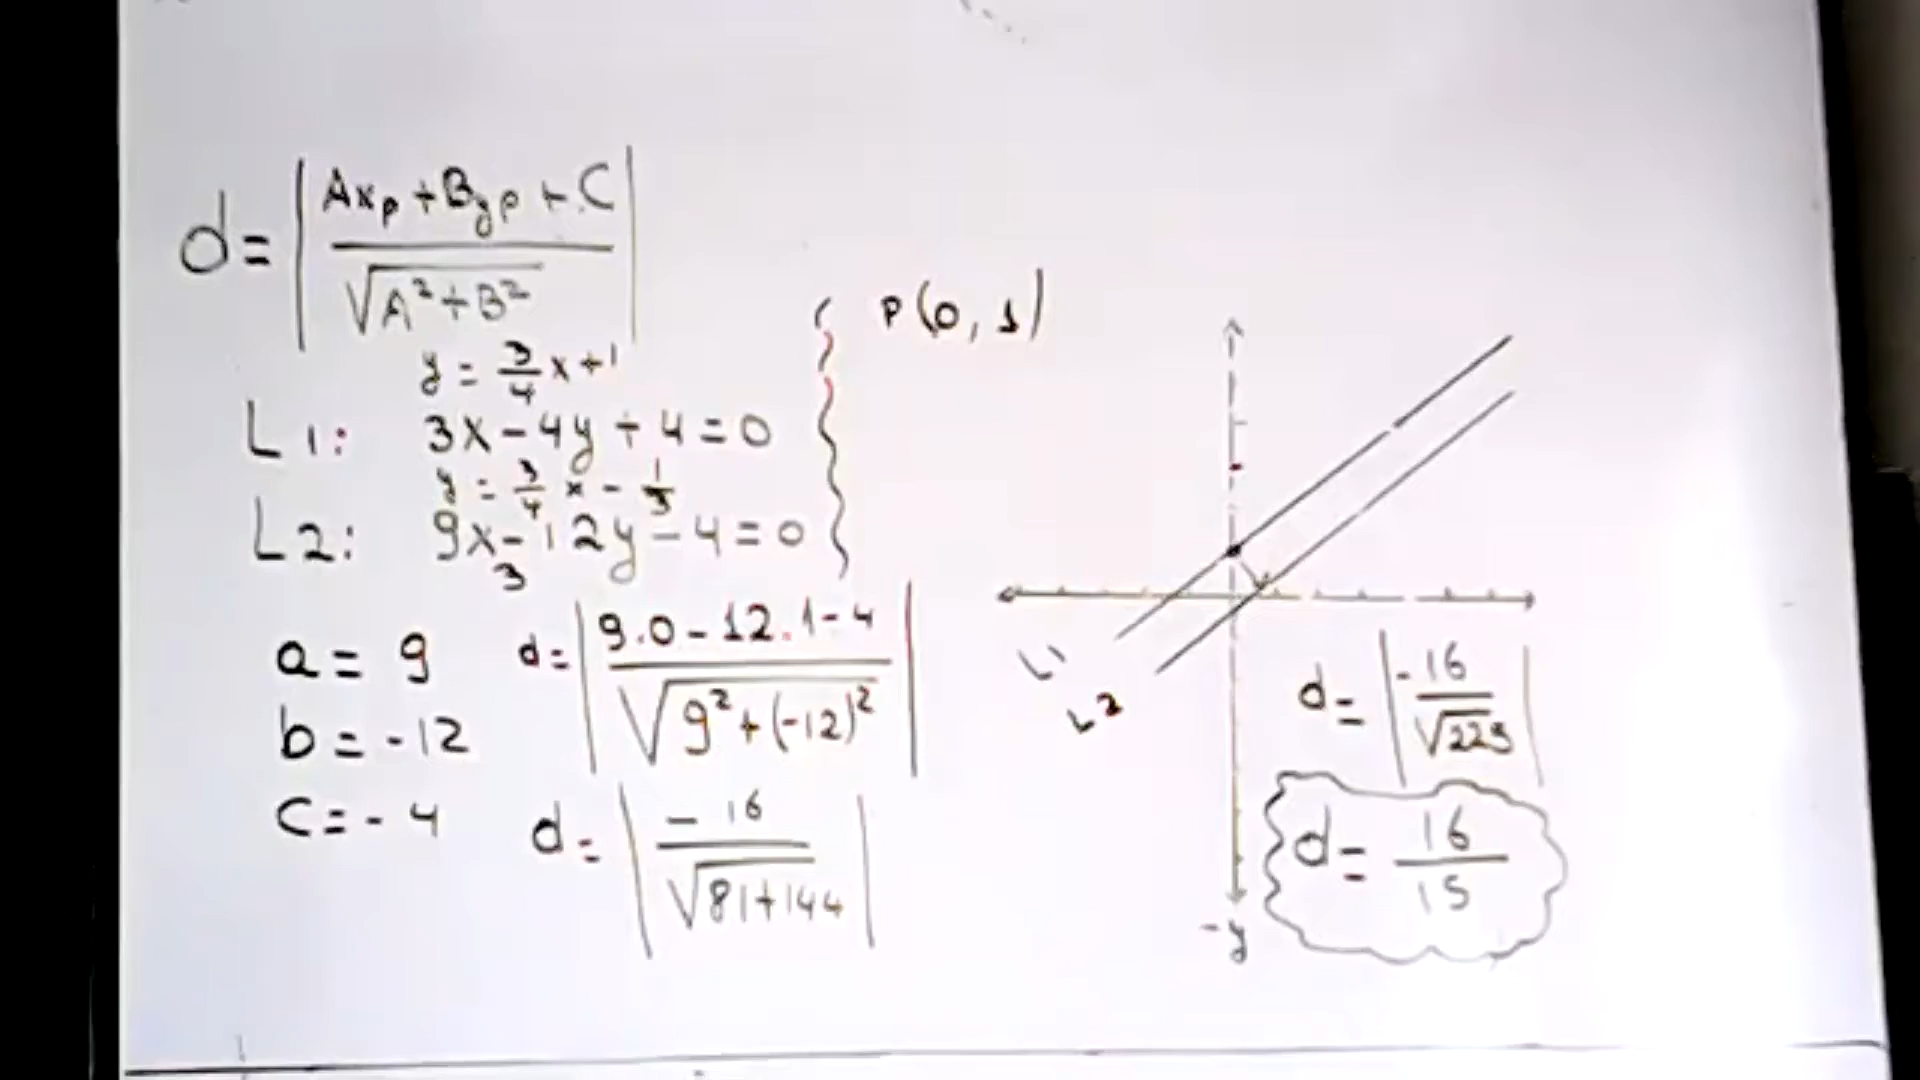 d = | Axp + Byp + C / √A² + B² |
P(0, 1)
y = 3/4 x + 1
L1: 3x - 4y + 4 = 0
y = 3/4 x - 1/3
L2: 9x - 12y - 4 = 0
3
a = 9
b = -12
c = -4
d = | 9.0 - 12.1 - 4 / √9² + (-12)² |
d = | -16 / √81 + 144 |
L1
L2
-y
d = | -16 / √225 |
d = 16 / 15